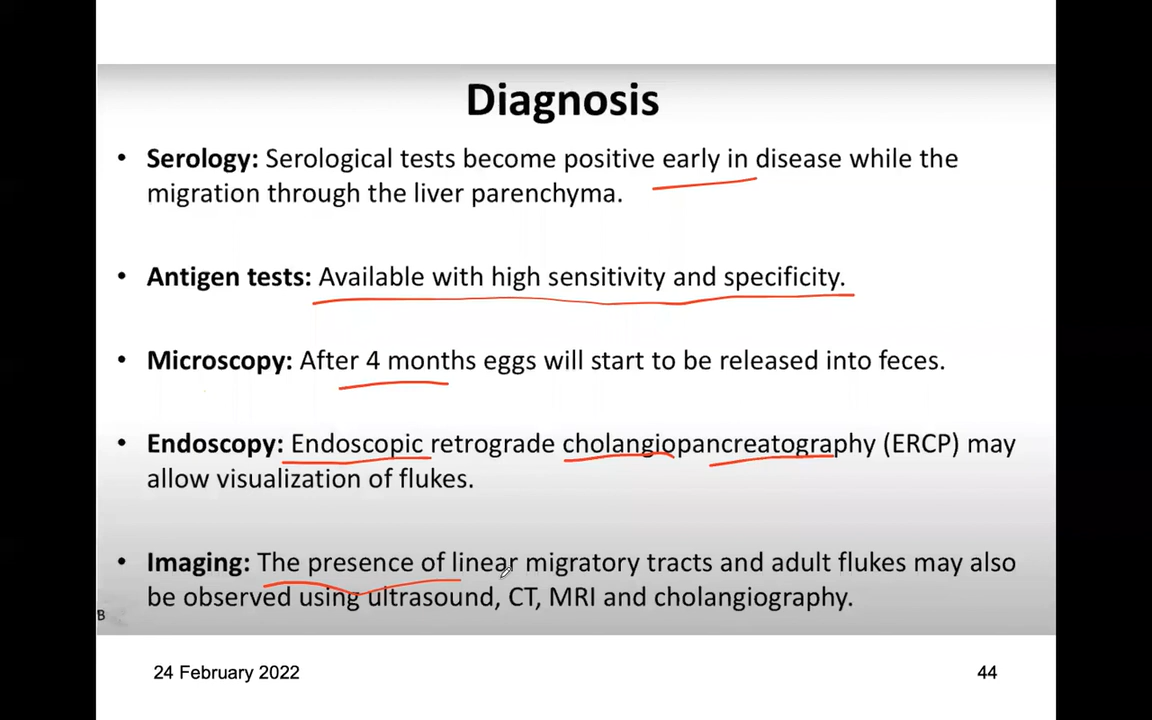 Diagnosis
• Serology: Serological tests become positive early in disease while the
migration through the liver parenchyma.
• Antigen tests: Available with high sensitivity and specificity.
• Microscopy: After 4 months eggs will start to be released into feces.
• Endoscopy: Endoscopic retrograde cholangiopancreatography (ERCP) may
allow visualization of flukes.
• Imaging: The presence of linear migratory tracts and adult flukes may also
be observed using ultrasound, CT, MRI and cholangiography.
B
24 February 2022
44